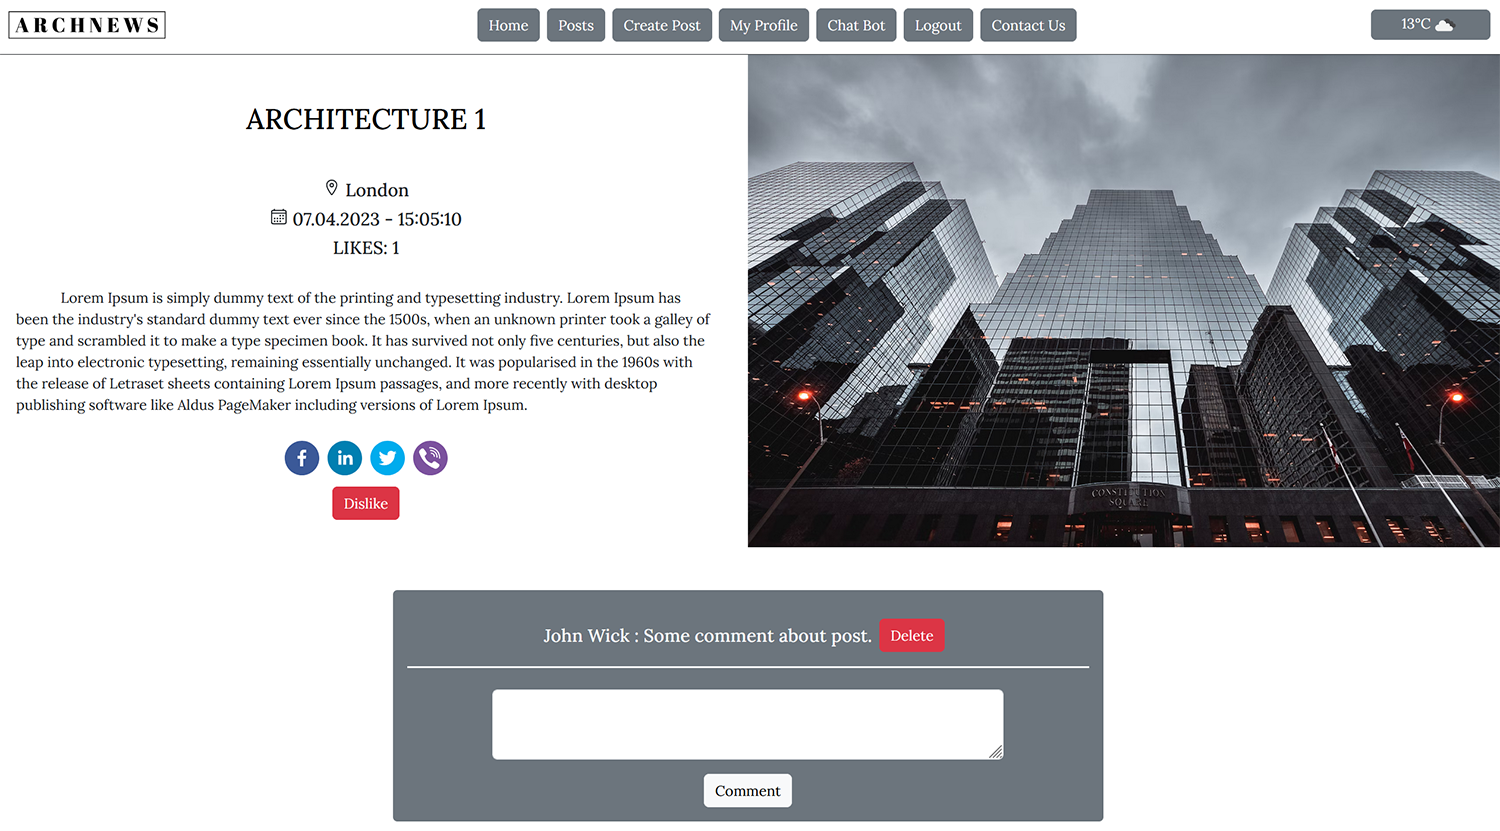 ARCHNEWS
Home Posts Create Post My Profile Chat Bot Logout Contact Us
13°C
ARCHITECTURE 1
London
07.04.2023 - 15:05:10
LIKES: 1
Lorem Ipsum is simply dummy text of the printing and typesetting industry. Lorem Ipsum has
been the industry's standard dummy text ever since the 1500s, when an unknown printer took a galley of
type and scrambled it to make a type specimen book. It has survived not only five centuries, but also the
leap into electronic typesetting, remaining essentially unchanged. It was popularised in the 1960s with
the release of Letraset sheets containing Lorem Ipsum passages, and more recently with desktop
publishing software like Aldus PageMaker including versions of Lorem Ipsum.
Dislike
CONSTITUTION
SQUARE
John Wick : Some comment about post. Delete
Comment